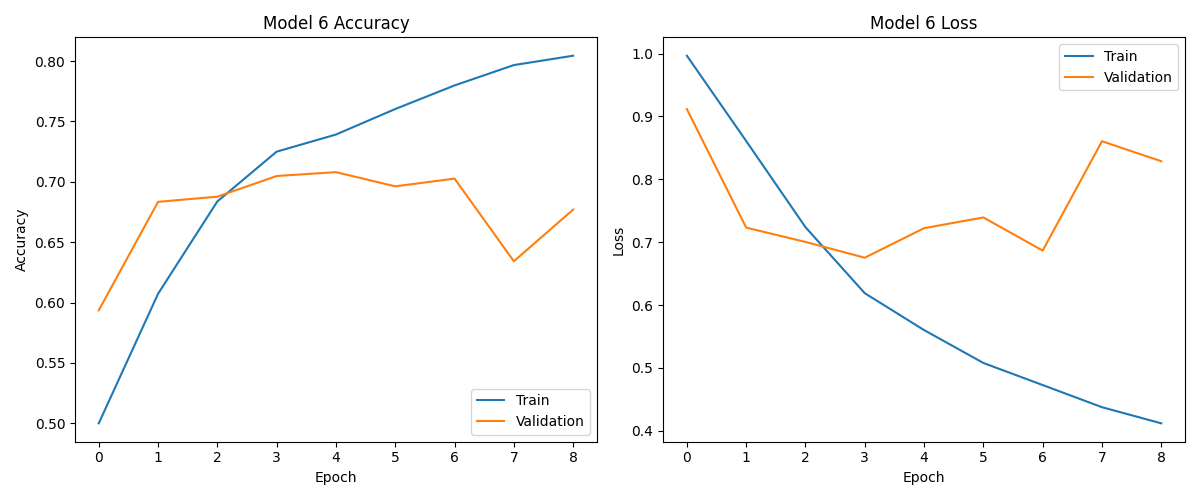 Model 6 Accuracy
Accuracy
0.80
0.75
0.70
0.65
0.60
0.55
0.50
0 1 2 3 4 5 6 7 8
Epoch
Train
Validation
Model 6 Loss
Loss
1.0
0.9
0.8
0.7
0.6
0.5
0.4
0 1 2 3 4 5 6 7 8
Epoch
Train
Validation